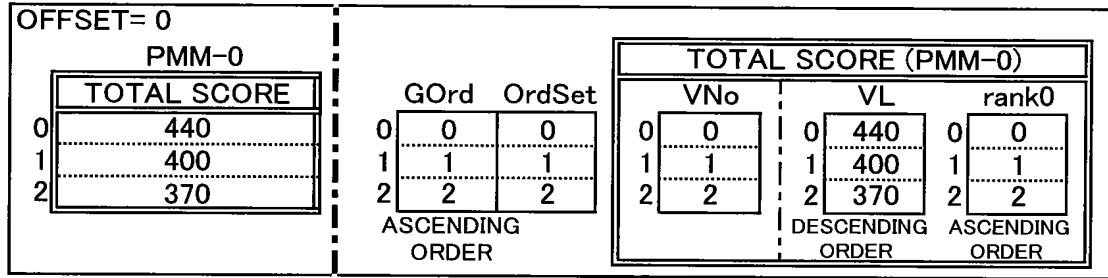 OFFSET= 0
PMM-0
TOTAL SCORE
0 440
1 400
2 370
GOrd OrdSet
0 0 0
1 1 1
2 2 2
ASCENDING
ORDER
TOTAL SCORE (PMM-0)
VNo VL rank0
0 0 0 440 0 0
1 1 1 400 1 1
2 2 2 370 2 2
DESCENDING ASCENDING
ORDER ORDER